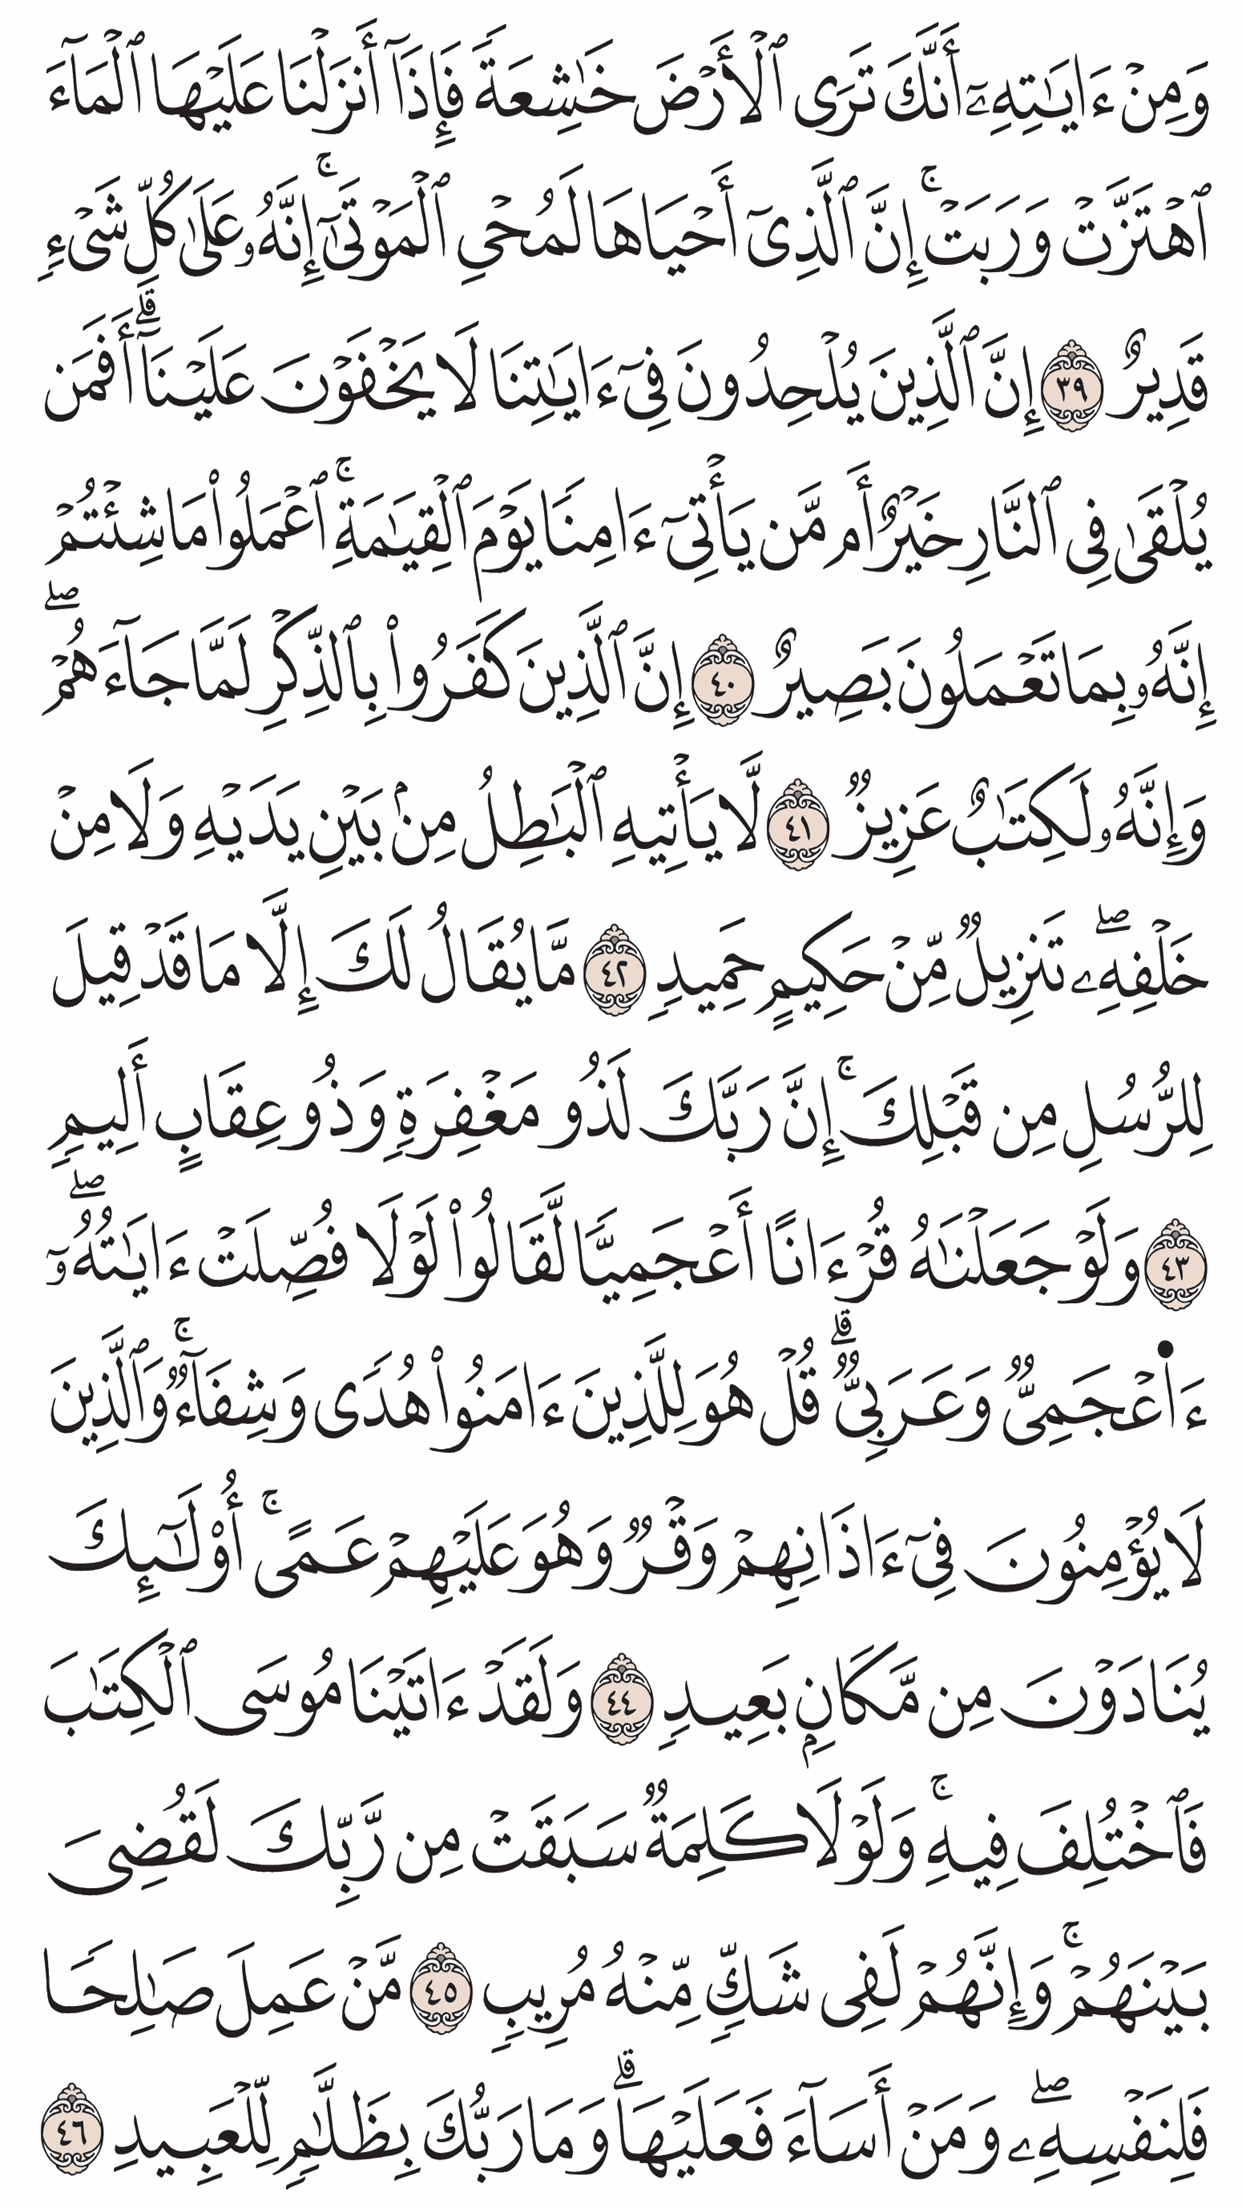 وَمِنْ ءَايَـٰتِهِۦٓ أَنَّكَ تَرَى ٱلْأَرْضَ خَـٰشِعَةً فَإِذَآ أَنزَلْنَا عَلَيْهَا ٱلْمَآءَ
ٱهْتَزَّتْ وَرَبَتْ ۚ إِنَّ ٱلَّذِىٓ أَحْيَاهَا لَمُحْىِ ٱلْمَوْتَىٰٓ ۚ إِنَّهُۥ عَلَىٰ كُلِّ شَىْءٍ
قَدِيرٌ ٣٩ إِنَّ ٱلَّذِينَ يُلْحِدُونَ فِىٓ ءَايَـٰتِنَا لَا يَخْفَوْنَ عَلَيْنَآ ۗ أَفَمَن
يُلْقَىٰ فِى ٱلنَّارِ خَيْرٌ أَم مَّن يَأْتِىٓ ءَامِنًا يَوْمَ ٱلْقِيَـٰمَةِ ۚ ٱعْمَلُوا۟ مَا شِئْتُمْ ۖ
إِنَّهُۥ بِمَا تَعْمَلُونَ بَصِيرٌ ٤٠ إِنَّ ٱلَّذِينَ كَفَرُوا۟ بِٱلذِّكْرِ لَمَّا جَآءَهُمْ ۖ
وَإِنَّهُۥ لَكِتَـٰبٌ عَزِيزٌ ٤١ لَّا يَأْتِيهِ ٱلْبَـٰطِلُ مِنۢ بَيْنِ يَدَيْهِ وَلَا مِنْ
خَلْفِهِۦ ۖ تَنزِيلٌ مِّنْ حَكِيمٍ حَمِيدٍ ٤٢ مَّا يُقَالُ لَكَ إِلَّا مَا قَدْ قِيلَ
لِلرُّسُلِ مِن قَبْلِكَ ۚ إِنَّ رَبَّكَ لَذُو مَغْفِرَةٍ وَذُو عِقَابٍ أَلِيمٍ
٤٣ وَلَوْ جَعَلْنَـٰهُ قُرْءَانًا أَعْجَمِيًّا لَّقَالُوا۟ لَوْلَا فُصِّلَتْ ءَايَـٰتُهُۥٓ ۖ
ءَا۬عْجَمِىٌّ وَعَرَبِىٌّ ۗ قُلْ هُوَ لِلَّذِينَ ءَامَنُوا۟ هُدًى وَشِفَآءٌ ۚ وَٱلَّذِينَ
لَا يُؤْمِنُونَ فِىٓ ءَاذَانِهِمْ وَقْرٌ وَهُوَ عَلَيْهِمْ عَمًى ۚ أُو۟لَـٰٓئِكَ
يُنَادَوْنَ مِن مَّكَانٍۭ بَعِيدٍ ٤٤ وَلَقَدْ ءَاتَيْنَا مُوسَى ٱلْكِتَـٰبَ
فَٱخْتُلِفَ فِيهِ ۚ وَلَوْلَا كَلِمَةٌ سَبَقَتْ مِن رَّبِّكَ لَقُضِىَ
بَيْنَهُمْ ۚ وَإِنَّهُمْ لَفِى شَكٍّ مِّنْهُ مُرِيبٍ ٤٥ مَّنْ عَمِلَ صَـٰلِحًا
فَلِنَفْسِهِۦ ۖ وَمَنْ أَسَآءَ فَعَلَيْهَا ۗ وَمَا رَبُّكَ بِظَلَّـٰمٍ لِّلْعَبِيدِ ٤٦